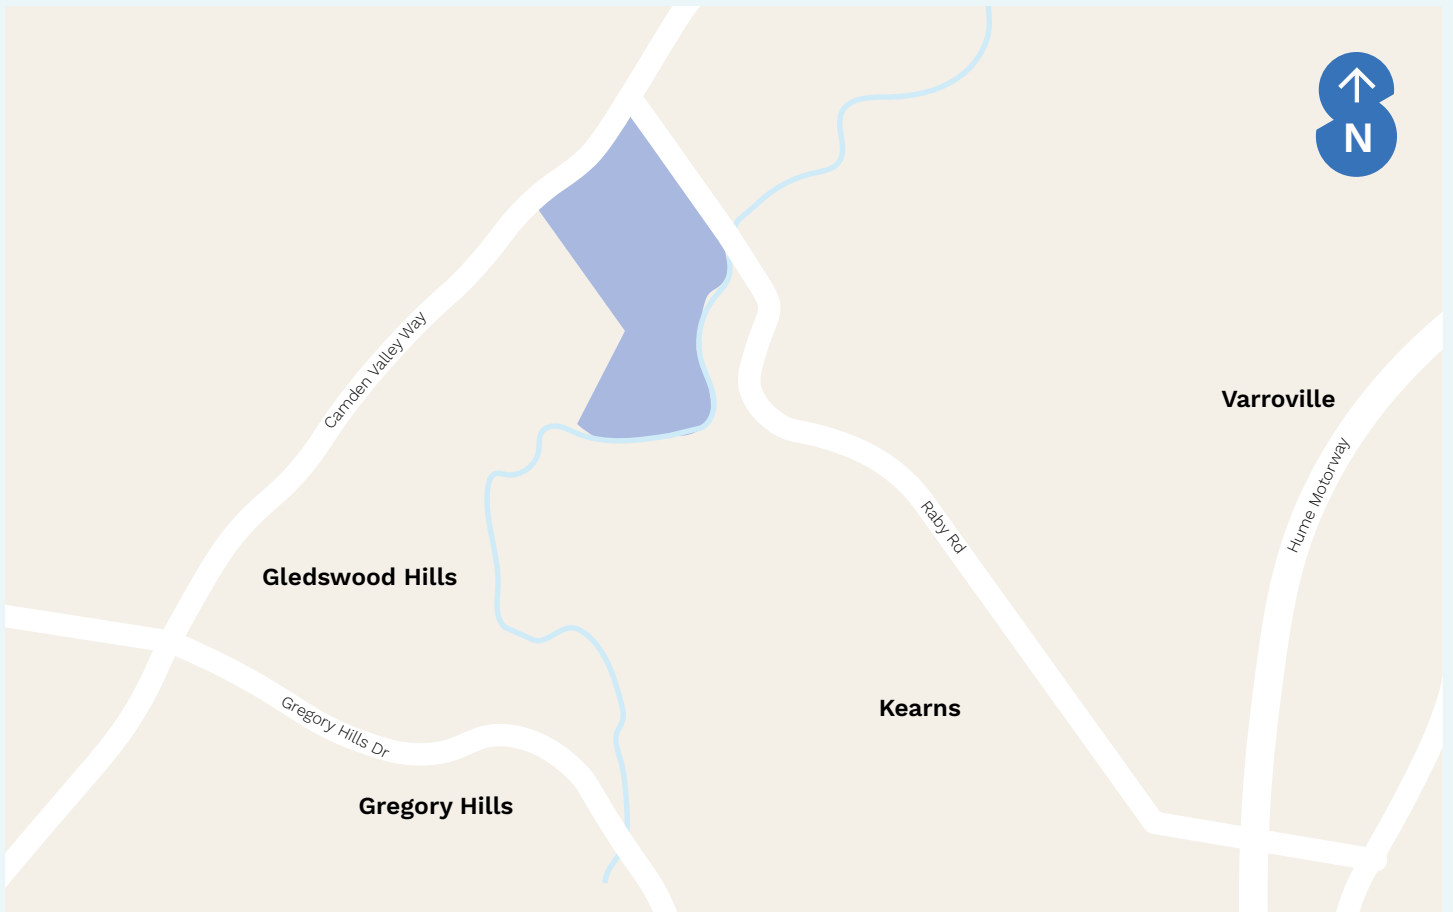 N
Camden Valley Way
Varroville
Hume Motorway
Raby Rd
Gledswood Hills
Kearns
Gregory Hills Dr
Gregory Hills